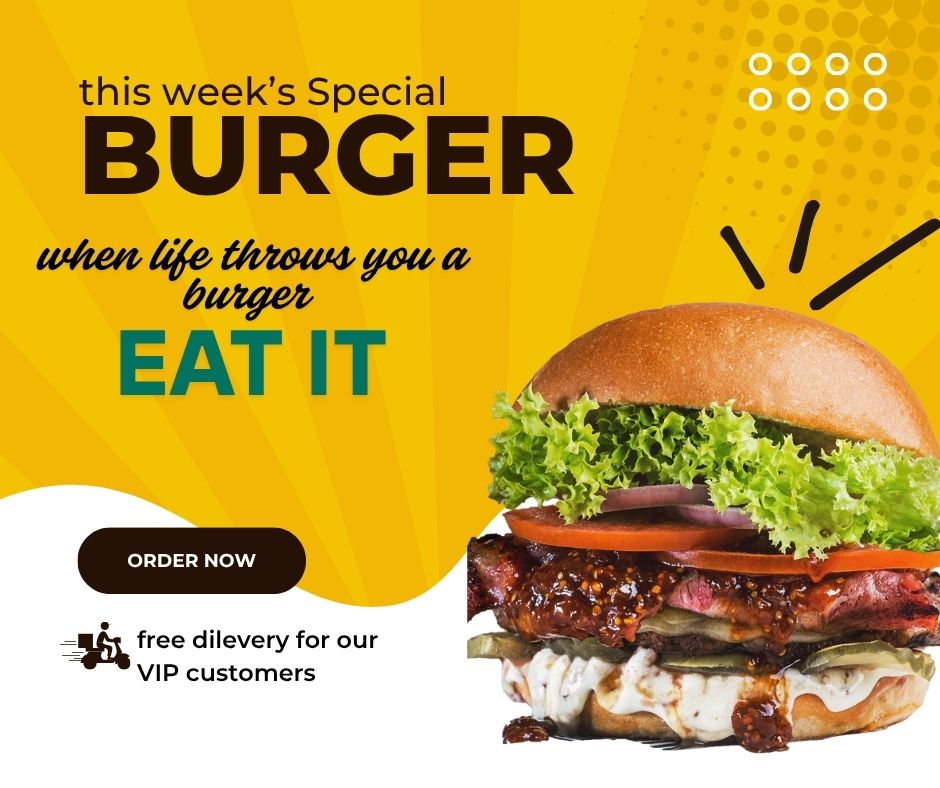 this week’s Special
BURGER
when life throws you a
burger
EAT IT
ORDER NOW
free dilevery for our
VIP customers